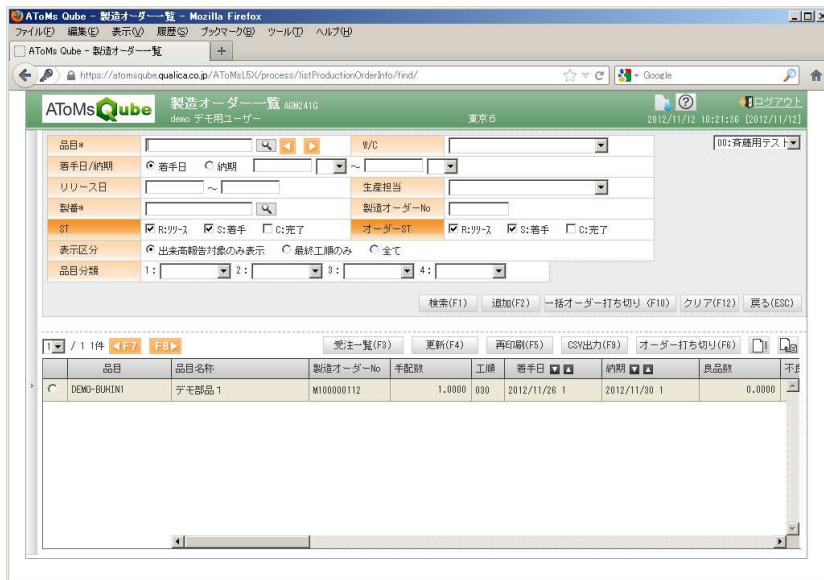 AToMs Qube - 製造オーダー一覧 - Mozilla Firefox
ファイル(F) 編集(E) 表示(V) 履歴(S) ブックマーク(B) ツール(T) ヘルプ(H)
AToMs Qube - 製造オーダー一覧 +
https://atomsqube.qualica.co.jp/AToMsL5X/process/listProductionOrderInfo/find/ Google
AToMsQube 製造オーダー一覧 AQM241G ログアウト
demo デモ用ユーザー 東京6 2012/11/12 10:21:36 [2012/11/12]
品目* W/C 00:斉藤用テスト
着手日/納期 着手日 納期 ～
リリース日 ～ 生産担当
製番* 製造オーダーNo
ST R:リリース S:着手 C:完了 オーダーST R:リリース S:着手 C:完了
表示区分 出来高報告対象のみ表示 最終工順のみ 全て
品目分類 1: 2: 3: 4:
検索(F1) 追加(F2) 一括オーダー打ち切り (F10) クリア(F12) 戻る(ESC)
1 / 1 1件 F7 F8 受注一覧(F3) 更新(F4) 再印刷(F5) CSV出力(F9) オーダー打ち切り(F6)
品目 品目名称 製造オーダーNo 手配数 工順 着手日 納期 良品数 不良
DEMO-BUHIN1 デモ部品1 M100000112 1.0000 030 2012/11/26 1 2012/11/30 1 0.0000